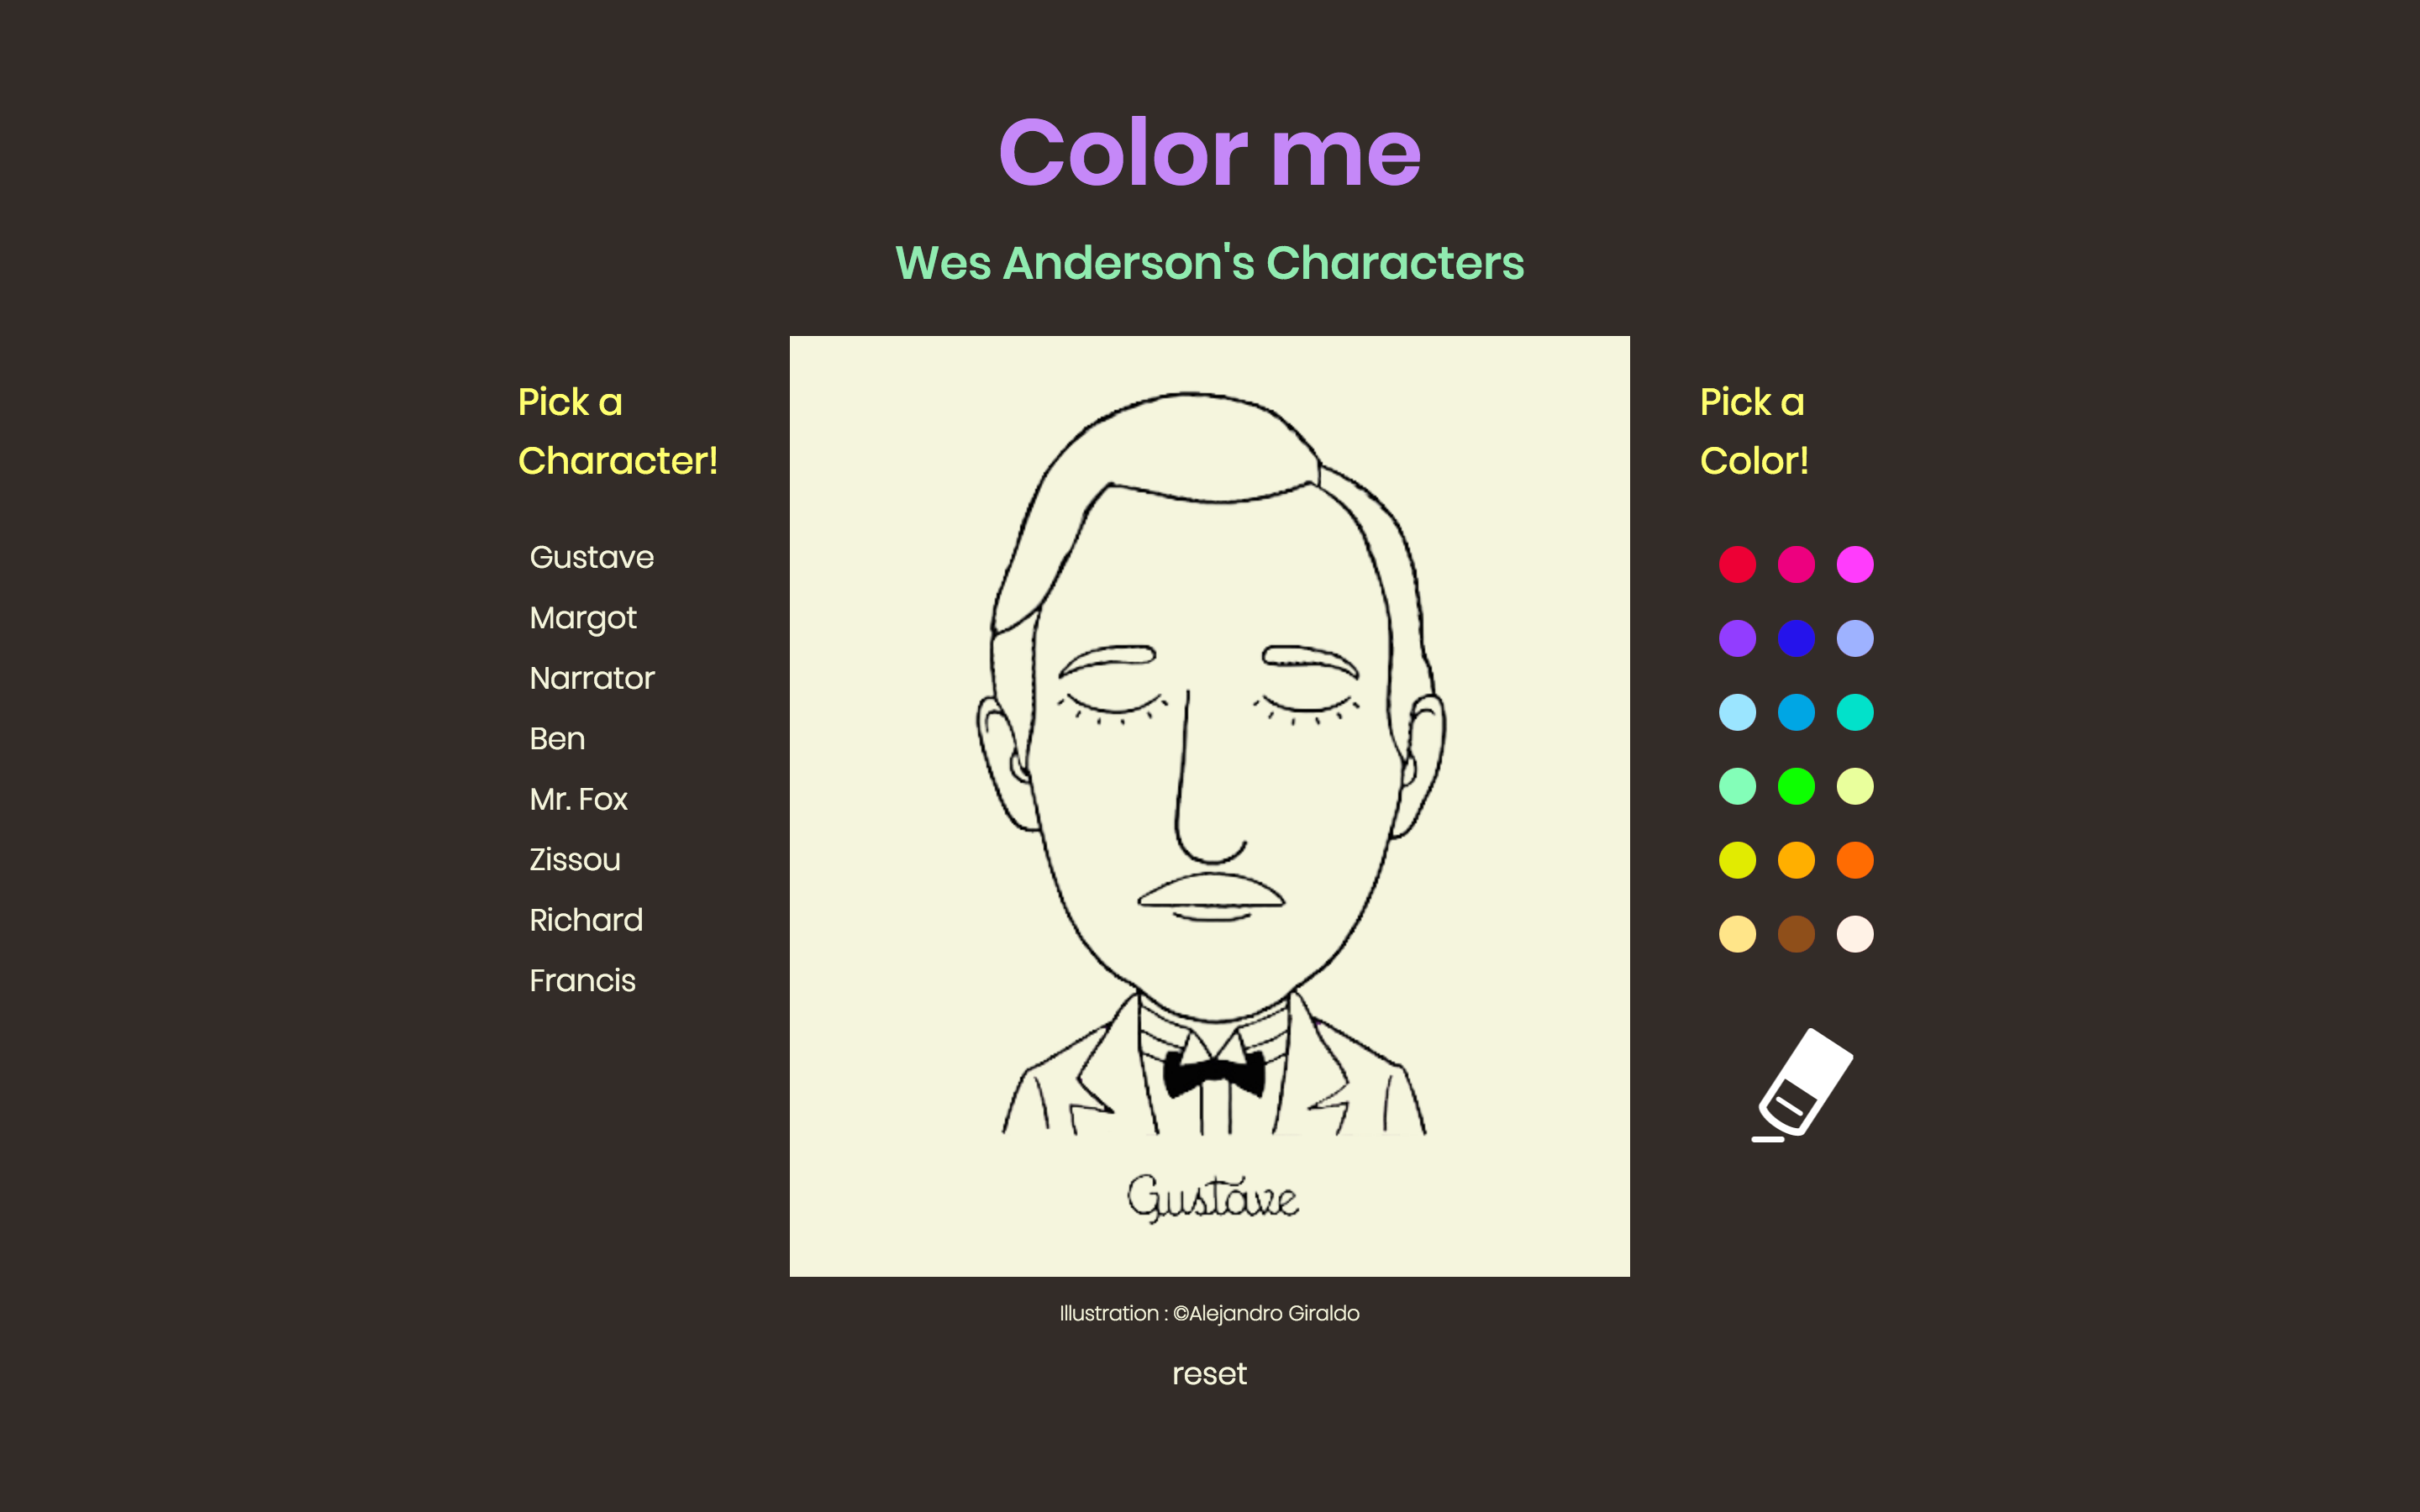 Color me
Wes Anderson's Characters
Pick a
Character!
Gustave
Margot
Narrator
Ben
Mr. Fox
Zissou
Richard
Francis
Gustave
Pick a
Color!
Illustration : ©Alejandro Giraldo
reset